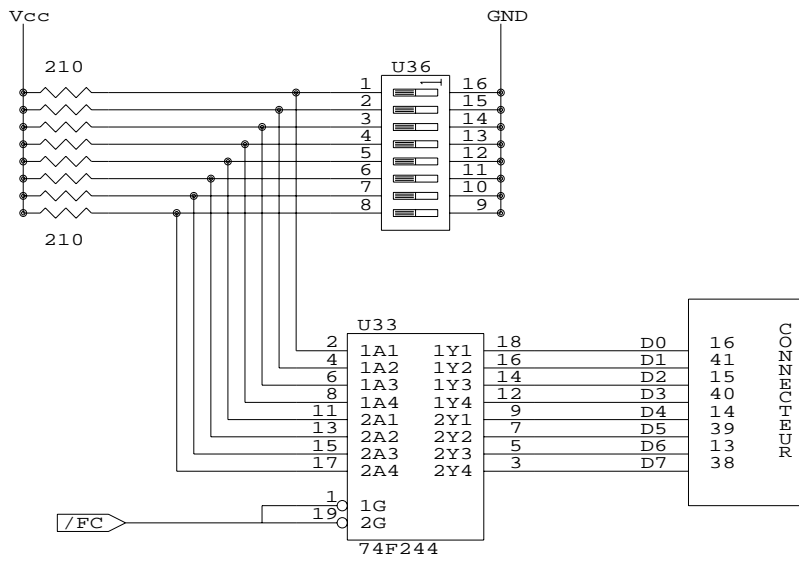 Vcc
GND
210
U36
1
1 16
2 15
3 14
4 13
5 12
6 11
7 10
8 9
210
U33
2 1A1 1Y1 18 D0 16
4 1A2 1Y2 16 D1 41
6 1A3 1Y3 14 D2 15
8 1A4 1Y4 12 D3 40
11 2A1 2Y1 9 D4 14
13 2A2 2Y2 7 D5 39
15 2A3 2Y3 5 D6 13
17 2A4 2Y4 3 D7 38
CONNECTEUR
1 1G
19 2G
/FC
74F244